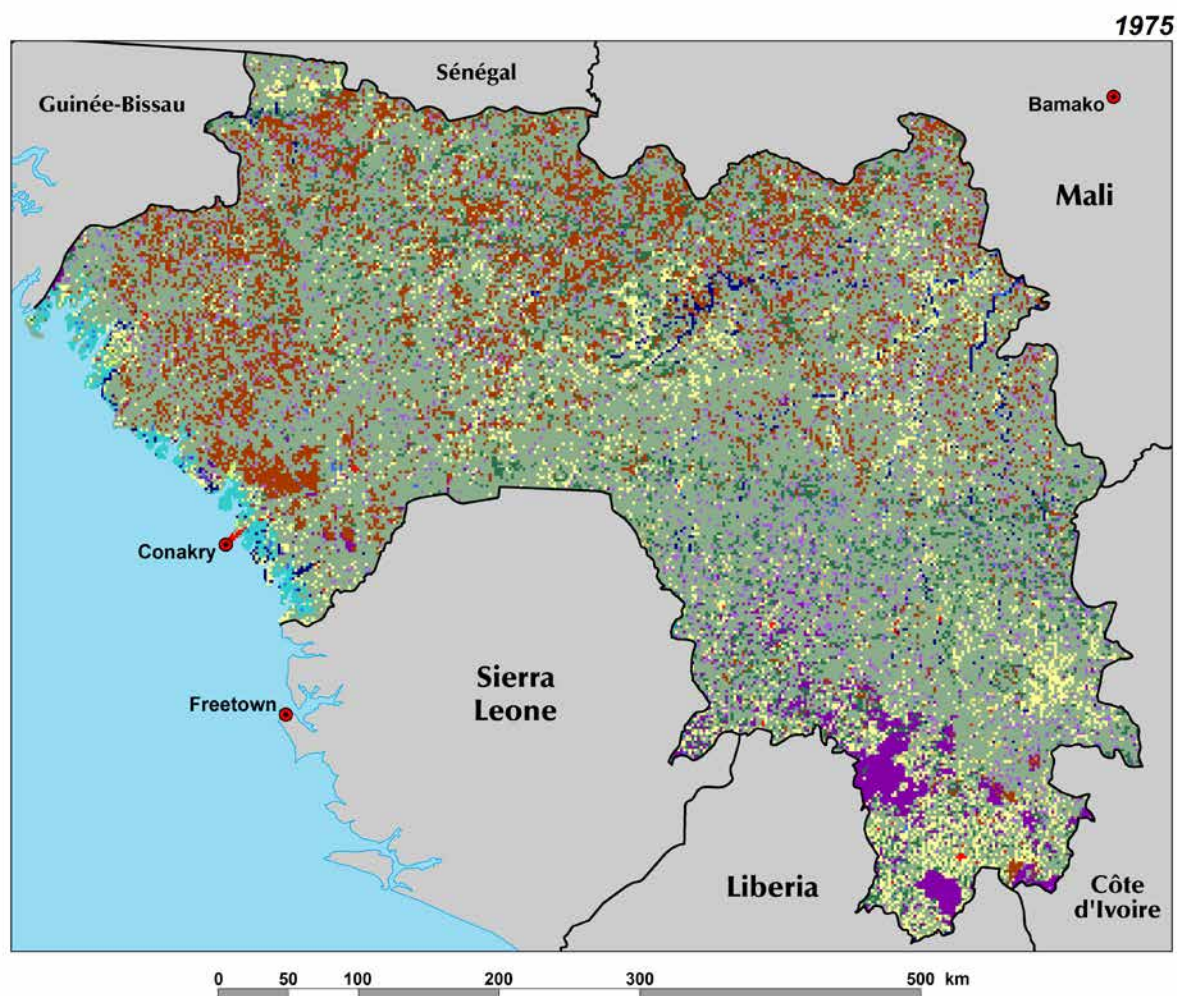 1975
Sénégal
Guinée-Bissau
Bamako
Mali
Conakry
Sierra
Leone
Freetown
Liberia
Côte
d'Ivoire
0 50 100 200 300 500 km